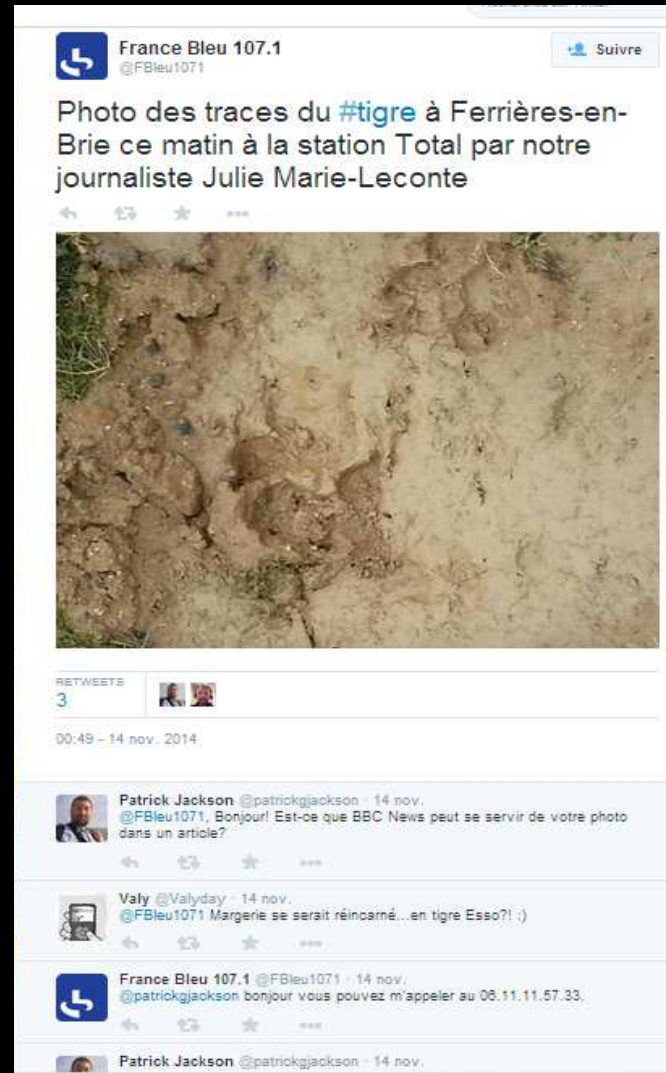 France Bleu 107.1
@FBleu1071
Suivre
Photo des traces du #tigre à Ferrières-en-
Brie ce matin à la station Total par notre
journaliste Julie Marie-Leconte
RETWEETS
3
00:49 - 14 nov. 2014
Patrick Jackson @patrickgjackson · 14 nov.
@FBleu1071, Bonjour! Est-ce que BBC News peut se servir de votre photo
dans un article?
Valy @Valyday · 14 nov.
@FBleu1071 Margerie se serait réincarné...en tigre Esso?! :)
France Bleu 107.1 @FBleu1071 · 14 nov.
@patrickgjackson bonjour vous pouvez m'appeler au 06.11.11.57.33.
Patrick Jackson @patrickgjackson · 14 nov.